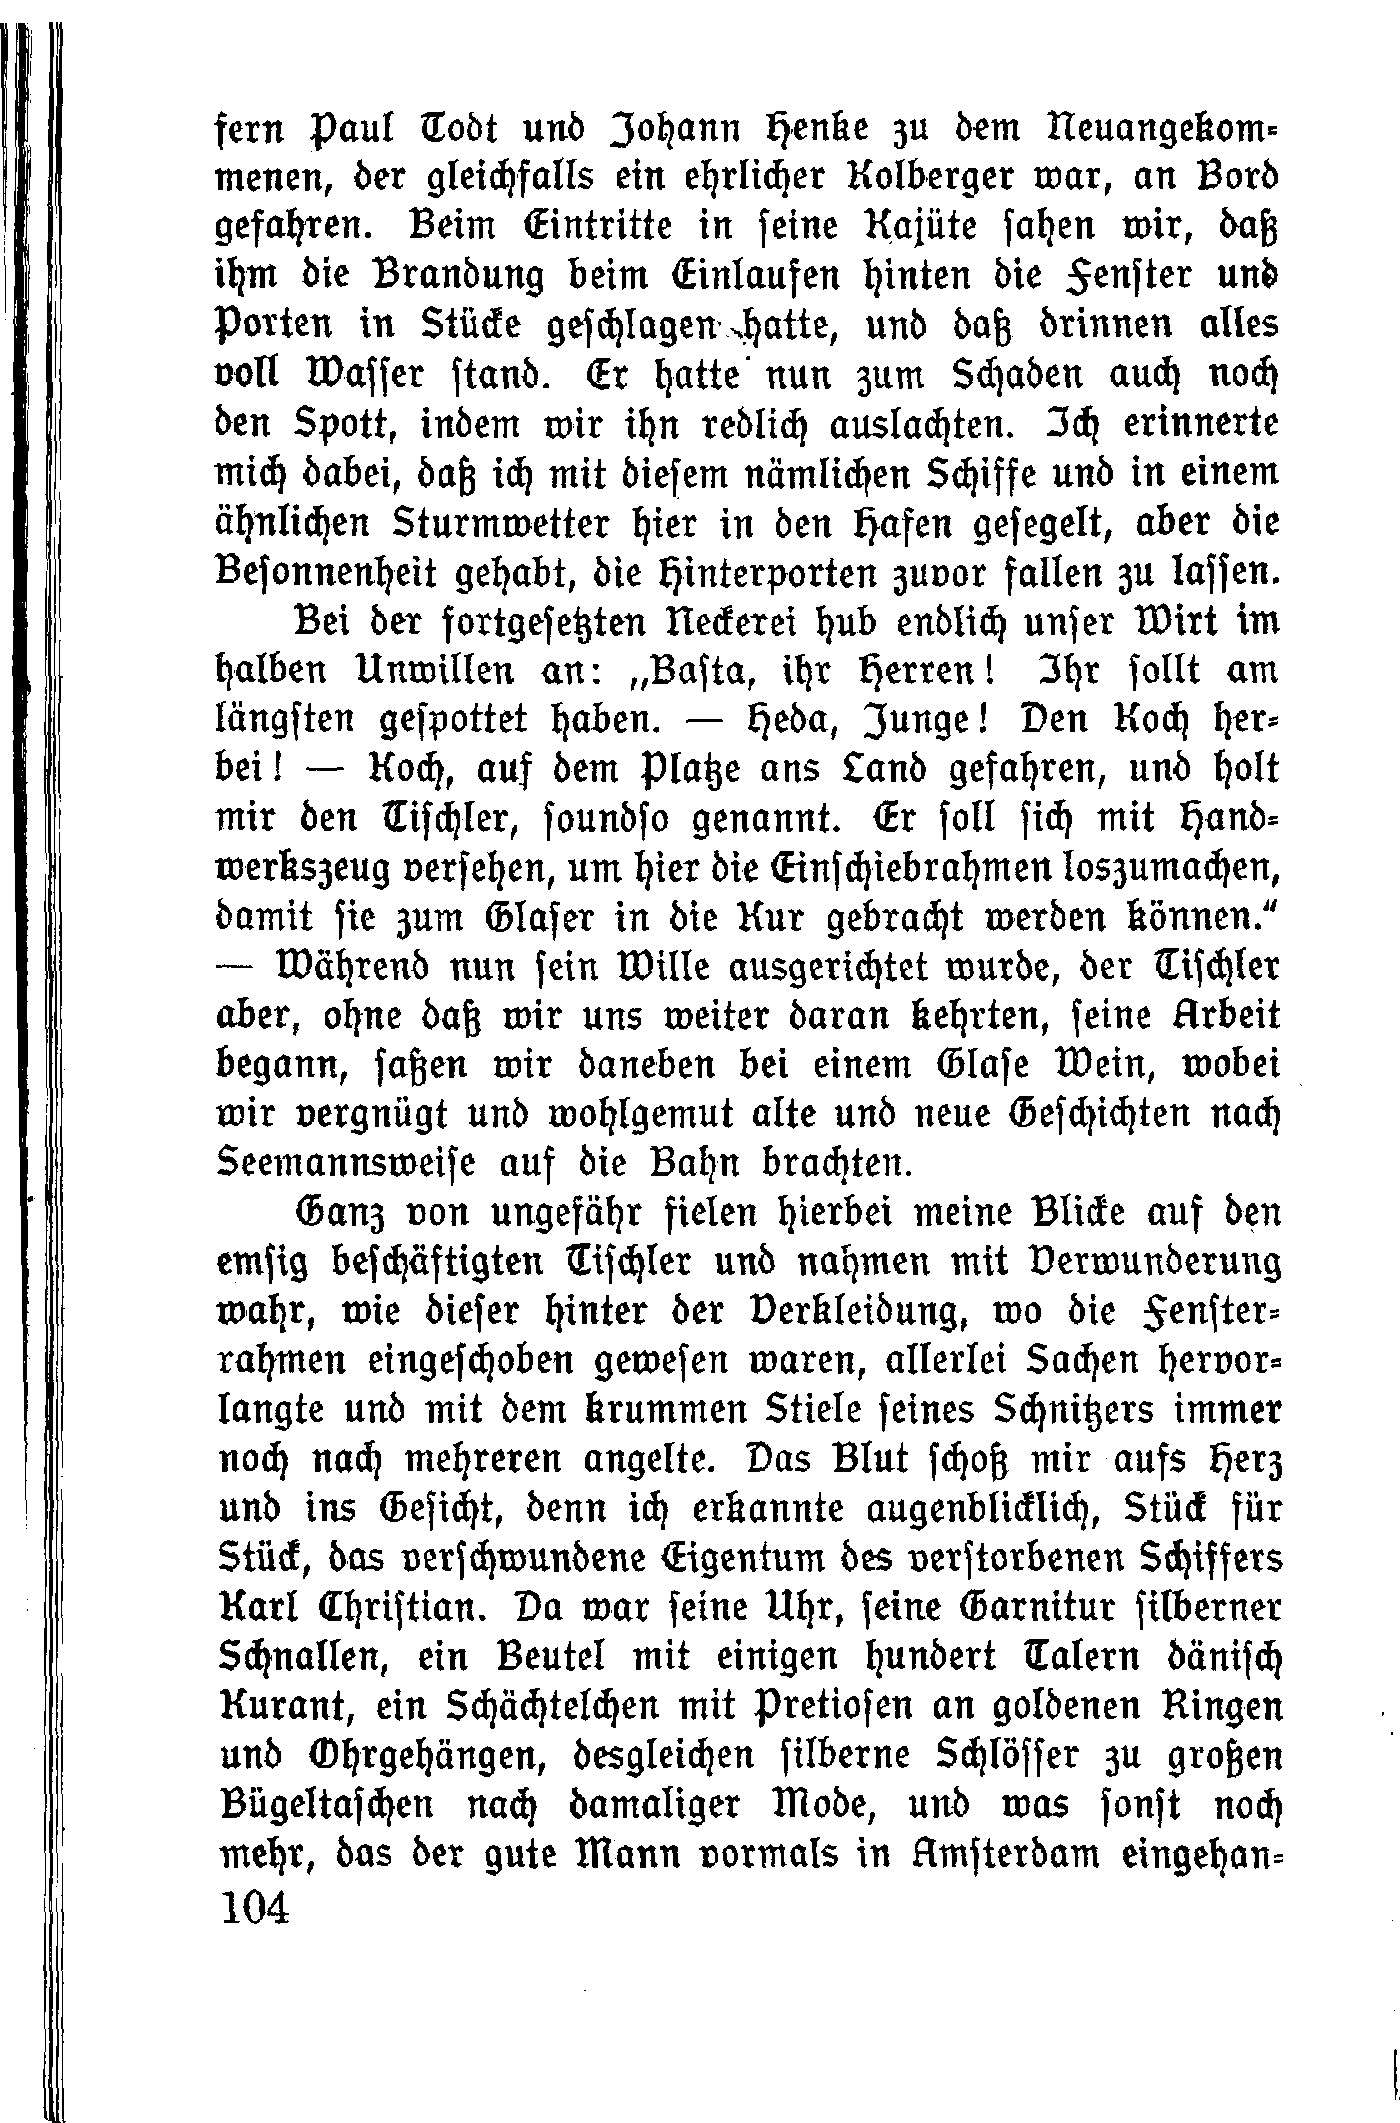 fern Paul Todt und Johann Henke zu dem Neuangekom-
menen, der gleichfalls ein ehrlicher Kolberger war, an Bord
gefahren. Beim Eintritte in seine Kajüte sahen wir, daß
ihm die Brandung beim Einlaufen hinten die Fenster und
Porten in Stücke geschlagen hatte, und daß drinnen alles
voll Wasser stand. Er hatte nun zum Schaden auch noch
den Spott, indem wir ihn redlich auslachten. Ich erinnerte
mich dabei, daß ich mit diesem nämlichen Schiffe und in einem
ähnlichen Sturmwetter hier in den Hafen gesegelt, aber die
Besonnenheit gehabt, die Hinterporten zuvor fallen zu lassen.
Bei der fortgesetzten Neckerei hub endlich unser Wirt im
halben Unwillen an: „Basta, ihr Herren! Ihr sollt am
längsten gespottet haben. — Heda, Junge! Den Koch her-
bei! — Koch, auf dem Platze ans Land gefahren, und holt
mir den Tischler, soundso genannt. Er soll sich mit Hand-
werkszeug versehen, um hier die Einschiebrahmen loszumachen,
damit sie zum Glaser in die Kur gebracht werden können.“
— Während nun sein Wille ausgerichtet wurde, der Tischler
aber, ohne daß wir uns weiter daran kehrten, seine Arbeit
begann, saßen wir daneben bei einem Glase Wein, wobei
wir vergnügt und wohlgemut alte und neue Geschichten nach
Seemannsweise auf die Bahn brachten.
Ganz von ungefähr fielen hierbei meine Blicke auf den
emsig beschäftigten Tischler und nahmen mit Verwunderung
wahr, wie dieser hinter der Verkleidung, wo die Fenster-
rahmen eingeschoben gewesen waren, allerlei Sachen hervor-
langte und mit dem krummen Stiele seines Schnitzers immer
noch nach mehreren angelte. Das Blut schoß mir aufs Herz
und ins Gesicht, denn ich erkannte augenblicklich, Stück für
Stück, das verschwundene Eigentum des verstorbenen Schiffers
Karl Christian. Da war seine Uhr, seine Garnitur silberner
Schnallen, ein Beutel mit einigen hundert Talern dänisch
Kurant, ein Schächtelchen mit Pretiosen an goldenen Ringen
und Ohrgehängen, desgleichen silberne Schlösser zu großen
Bügeltaschen nach damaliger Mode, und was sonst noch
mehr, das der gute Mann vormals in Amsterdam eingehan-
104